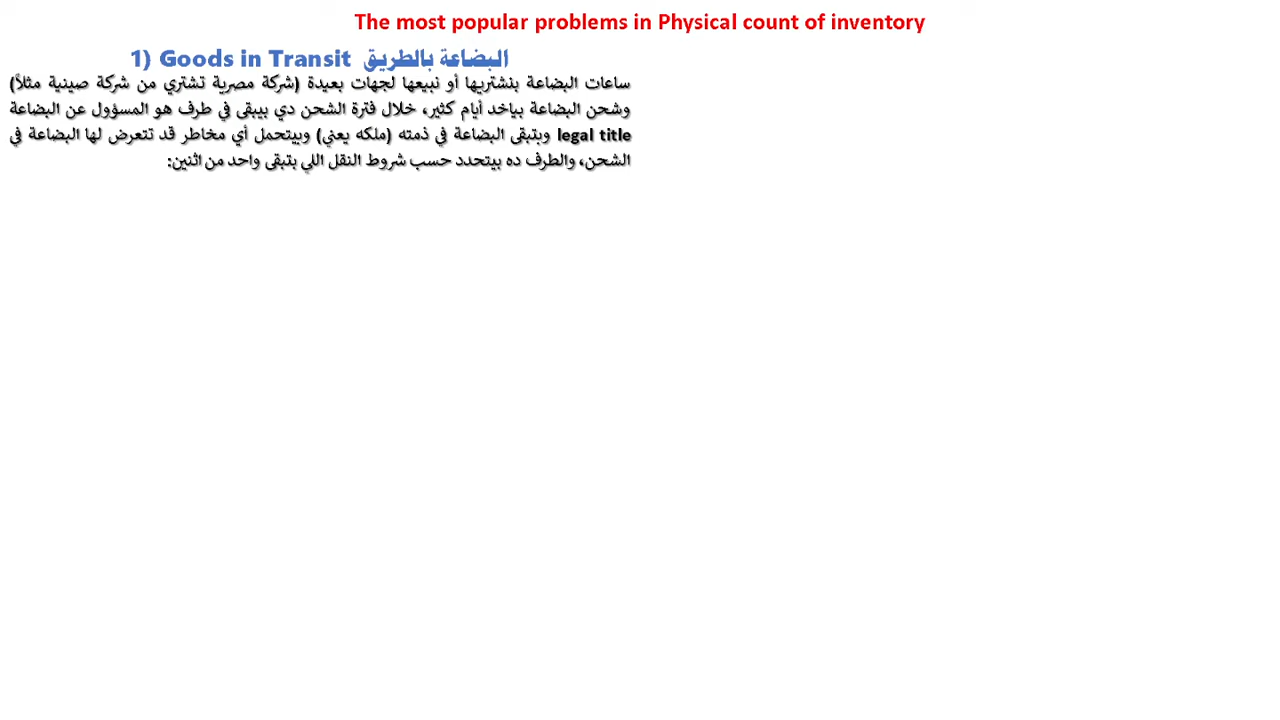 The most popular problems in Physical count of inventory
1) Goods in Transit البضاعة بالطريق
ساعات البضاعة بنشتريها أو نبيعها لجهات بعيدة (شركة مصرية تشتري من شركة صينية مثلاً)
وشحن البضاعة بياخد أيام كتير، خلال فترة الشحن دي بيبقى في طرف هو المسؤول عن البضاعة
legal title وبتبقى البضاعة في ذمته (ملكه يعني) وبيتحمل أي مخاطر قد تتعرض لها البضاعة في
الشحن، والطرف ده بيتحدد حسب شروط النقل اللي بتبقى واحد من اثنين: